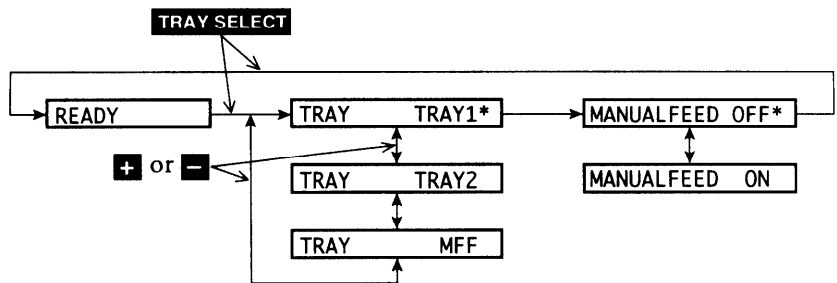 TRAY SELECT
READY
TRAY TRAY1*
MANUALFEED OFF*
+ or −
TRAY TRAY2
MANUALFEED ON
TRAY MFF